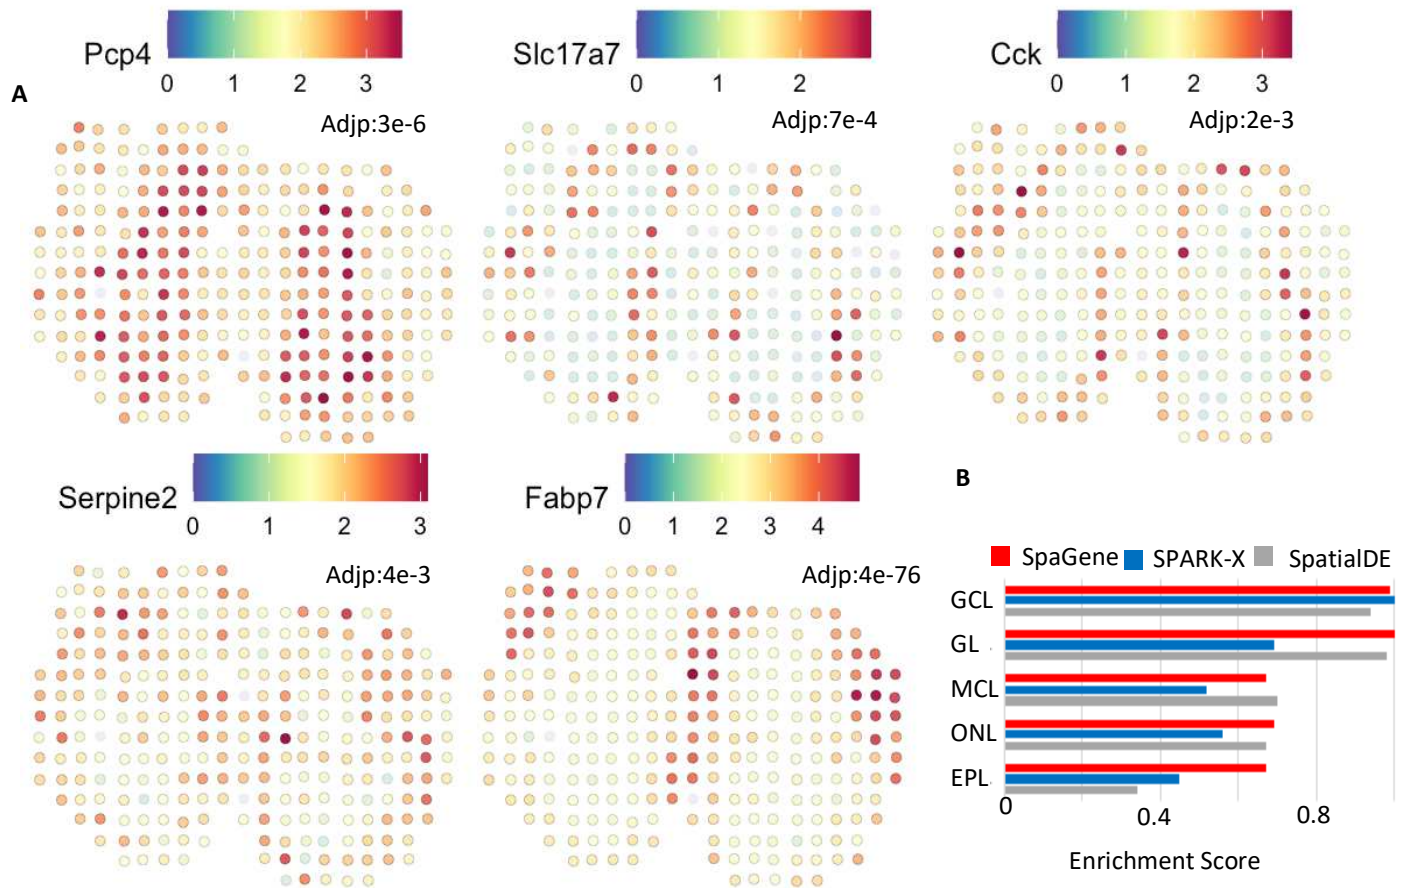 A
Pcp4
0 1 2 3
Adjp:3e-6
Slc17a7
0 1 2
Adjp:7e-4
Cck
0 1 2 3
Adjp:2e-3
Serpine2
0 1 2 3
Adjp:4e-3
Fabp7
0 1 2 3 4
Adjp:4e-76
B
SpaGene SPARK-X SpatialDE
GCL
GL
MCL
ONL
EPL
0 0.4 0.8
Enrichment Score